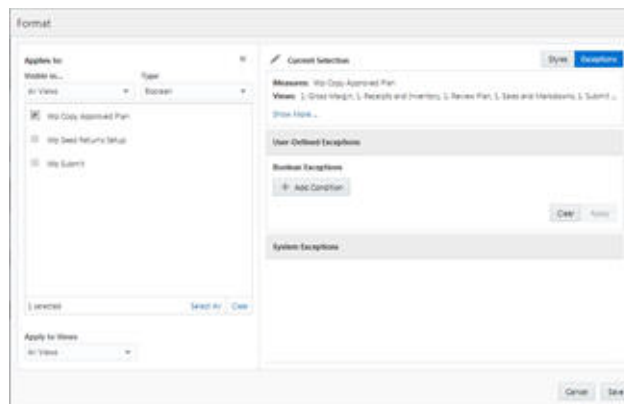 Format
Applies to:
Visible in...
Type:
All Views
Boolean
Wp Copy Approved Plan
Wp Seed Returns Setup
Wp Submit
1 selected
Select All
Clear
Apply to Views
All Views
Current Selection
Styles
Exceptions
Measures: Wp Copy Approved Plan
Views: 1. Gross Margin, 1. Receipts and Inventory, 1. Review Plan, 1. Sales and Markdowns, 1. Submit ...
Show More...
User-Defined Exceptions
Boolean Exceptions
+ Add Condition
Clear
Apply
System Exceptions
Cancel
Save